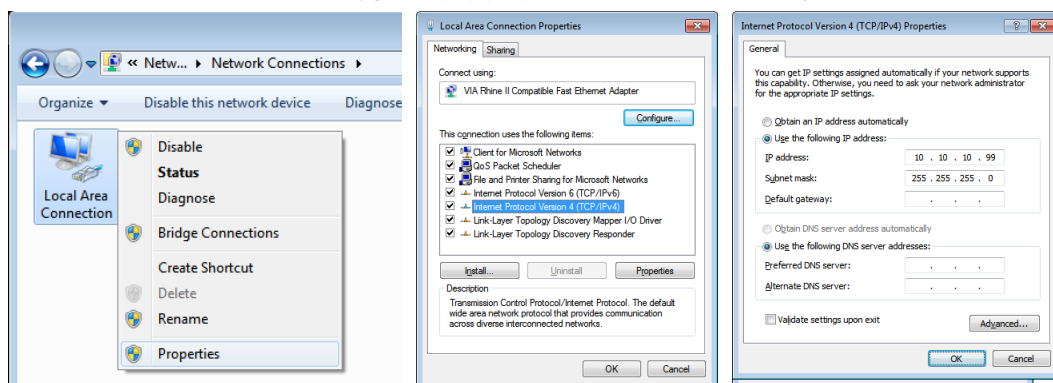 « Netw... ▸ Network Connections ▸
Organize ▾ Disable this network device Diagnose
Local Area
Connection
Disable
Status
Diagnose
Bridge Connections
Create Shortcut
Delete
Rename
Properties
Local Area Connection Properties
Networking Sharing
Connect using:
VIA Rhine II Compatible Fast Ethernet Adapter
Configure...
This connection uses the following items:
Client for Microsoft Networks
QoS Packet Scheduler
File and Printer Sharing for Microsoft Networks
Internet Protocol Version 6 (TCP/IPv6)
Internet Protocol Version 4 (TCP/IPv4)
Link-Layer Topology Discovery Mapper I/O Driver
Link-Layer Topology Discovery Responder
Install... Uninstall Properties
Description
Transmission Control Protocol/Internet Protocol. The default
wide area network protocol that provides communication
across diverse interconnected networks.
OK Cancel
Internet Protocol Version 4 (TCP/IPv4) Properties
General
You can get IP settings assigned automatically if your network supports
this capability. Otherwise, you need to ask your network administrator
for the appropriate IP settings.
Obtain an IP address automatically
Use the following IP address:
IP address: 10 . 10 . 10 . 99
Subnet mask: 255 . 255 . 255 . 0
Default gateway: . . .
Obtain DNS server address automatically
Use the following DNS server addresses:
Preferred DNS server: . . .
Alternate DNS server: . . .
Validate settings upon exit
Advanced...
OK Cancel